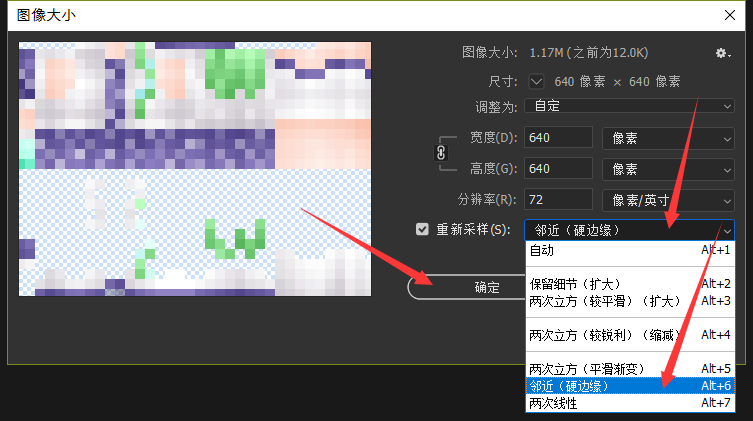 图像大小
图像大小: 1.17M (之前为12.0K)
尺寸: 640 像素 × 640 像素
调整为: 自定
宽度(D): 640 像素
高度(G): 640 像素
分辨率(R): 72 像素/英寸
重新采样(S): 邻近（硬边缘）
自动 Alt+1
保留细节（扩大） Alt+2
两次立方（较平滑）（扩大） Alt+3
两次立方（较锐利）（缩减） Alt+4
两次立方（平滑渐变） Alt+5
邻近（硬边缘） Alt+6
两次线性 Alt+7
确定